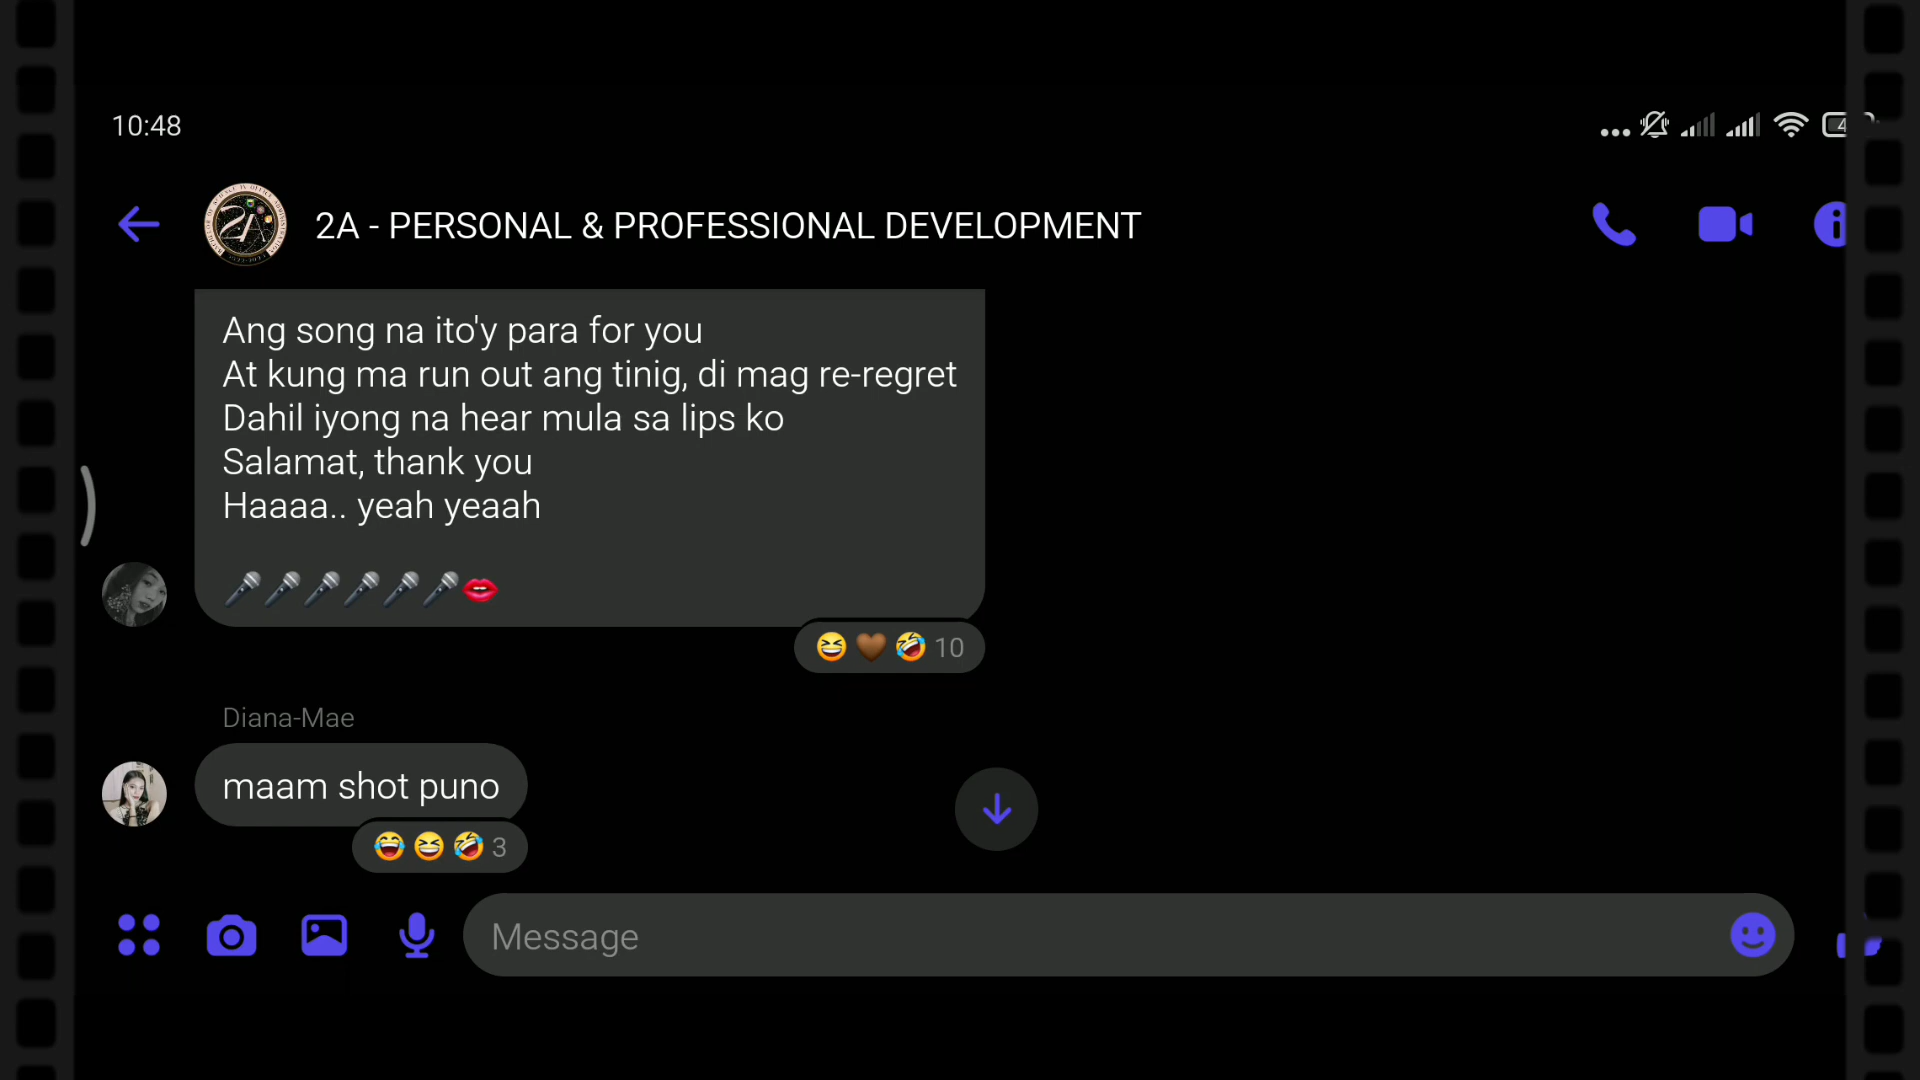 10:48
2A - PERSONAL & PROFESSIONAL DEVELOPMENT
Ang song na ito'y para for you
At kung ma run out ang tinig, di mag re-regret
Dahil iyong na hear mula sa lips ko
Salamat, thank you
Haaaa.. yeah yeaah
10
Diana-Mae
maam shot puno
3
Message